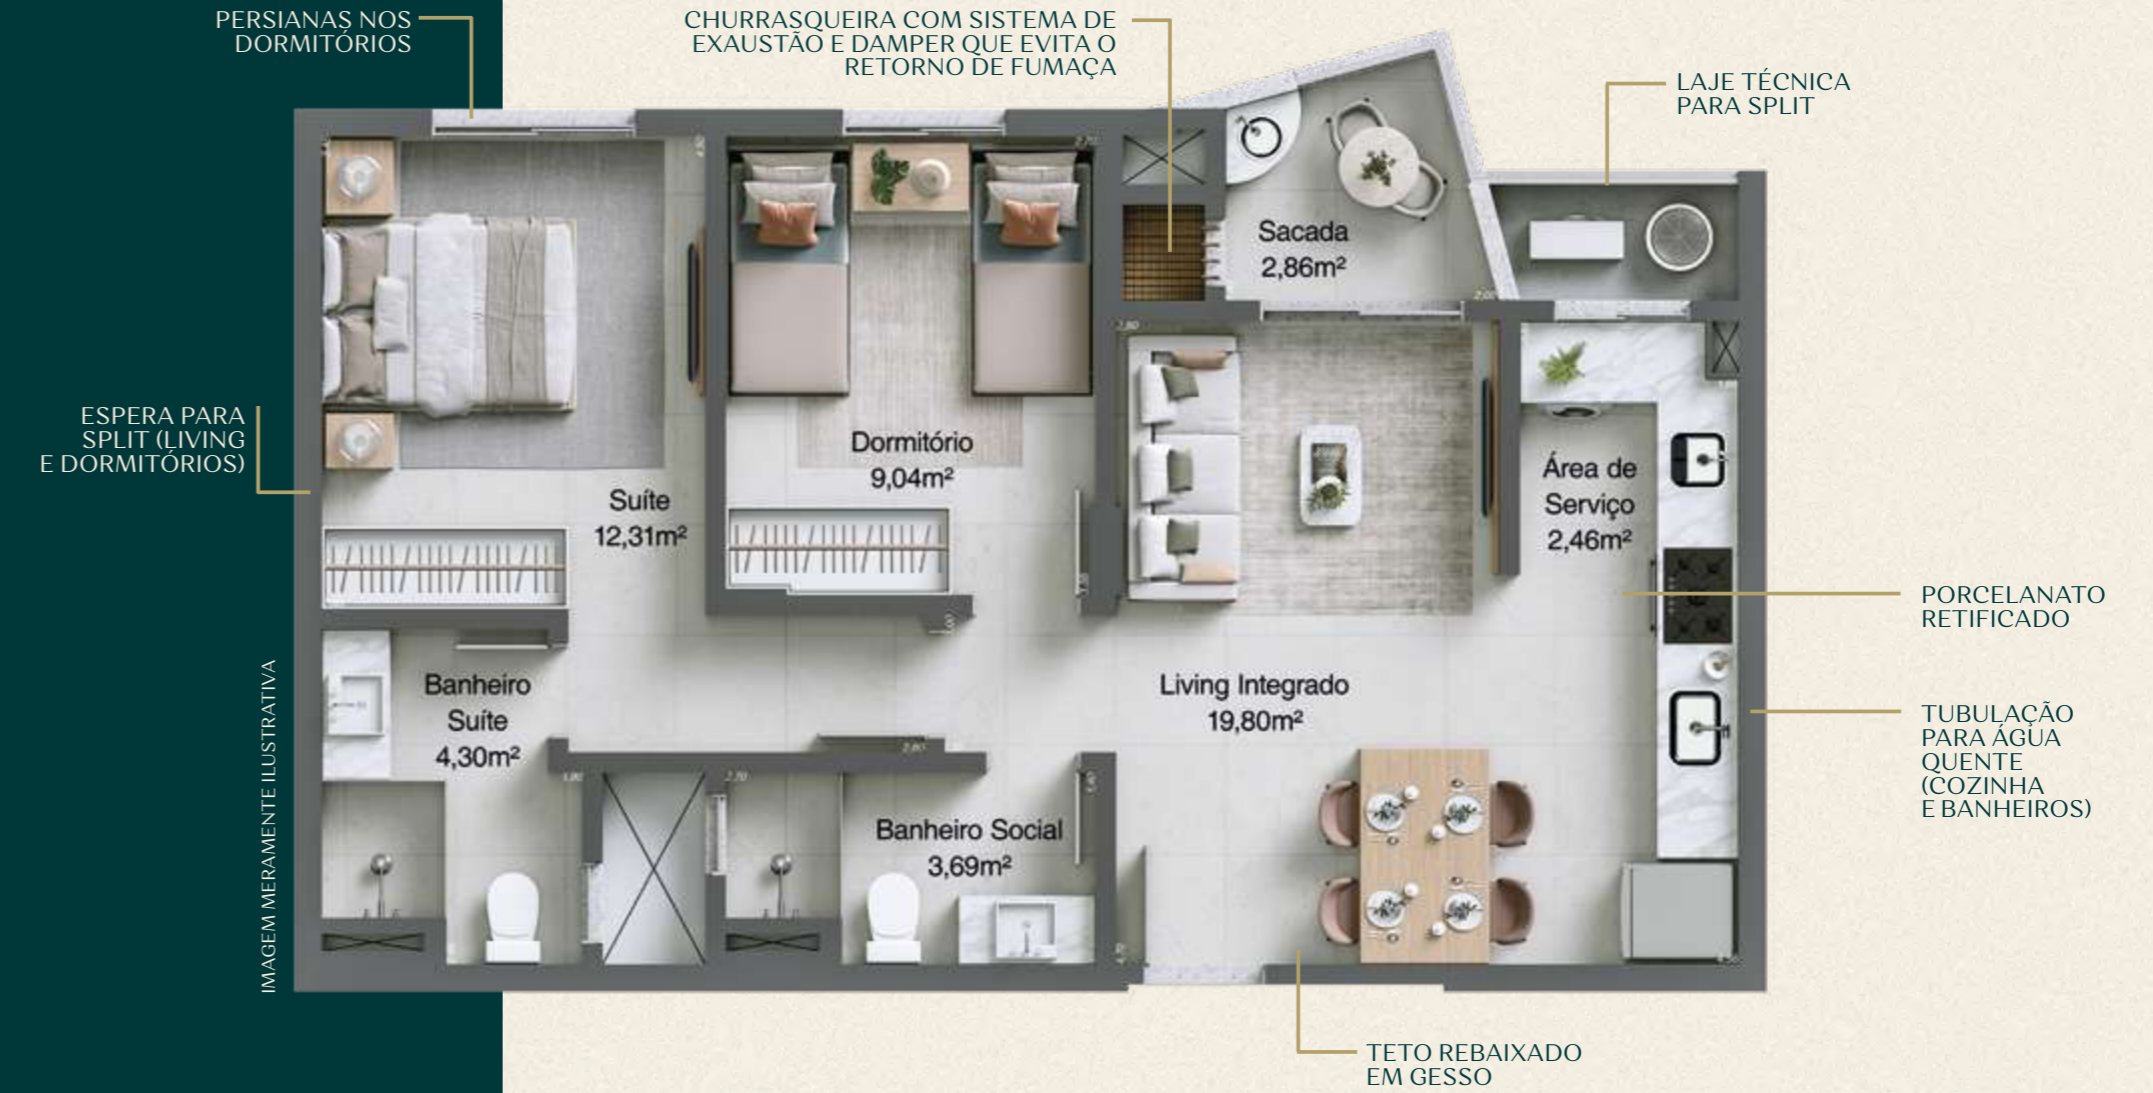 PERSIANAS NOS
DORMITÓRIOS
CHURRASQUEIRA COM SISTEMA DE
EXAUSTÃO E DAMPER QUE EVITA O
RETORNO DE FUMAÇA
LAJE TÉCNICA
PARA SPLIT
Sacada
2,86m²
ESPERA PARA
SPLIT (LIVING
E DORMITÓRIOS)
Dormitório
9,04m²
Suíte
12,31m²
Área de
Serviço
2,46m²
PORCELANATO
RETIFICADO
Banheiro
Suíte
4,30m²
Living Integrado
19,80m²
TUBULAÇÃO
PARA ÁGUA
QUENTE
(COZINHA
E BANHEIROS)
Banheiro Social
3,69m²
IMAGEM MERAMENTE ILUSTRATIVA
TETO REBAIXADO
EM GESSO